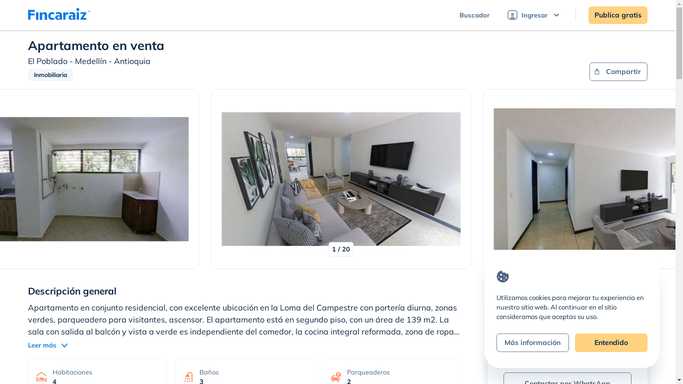 Fincaraiz
Buscador
Ingresar
Publica gratis
Apartamento en venta
El Poblado - Medellín - Antioquia
Inmobiliaria
Compartir
1 / 20
Descripción general
Apartamento en conjunto residencial, con excelente ubicación en la Loma del Campestre con portería diurna, zonas
verdes, parqueadero para visitantes, ascensor. El apartamento está en segundo piso, con un área de 139 m2. La
sala con salida al balcón y vista a verde es independiente del comedor, la cocina integral reformada, zona de ropa...
Leer más
Habitaciones
4
Baños
3
Parqueaderos
2
Utilizamos cookies para mejorar tu experiencia en
nuestro sitio web. Al continuar en el sitio
consideramos que aceptas su uso.
Más información
Entendido
Contactar por WhatsApp